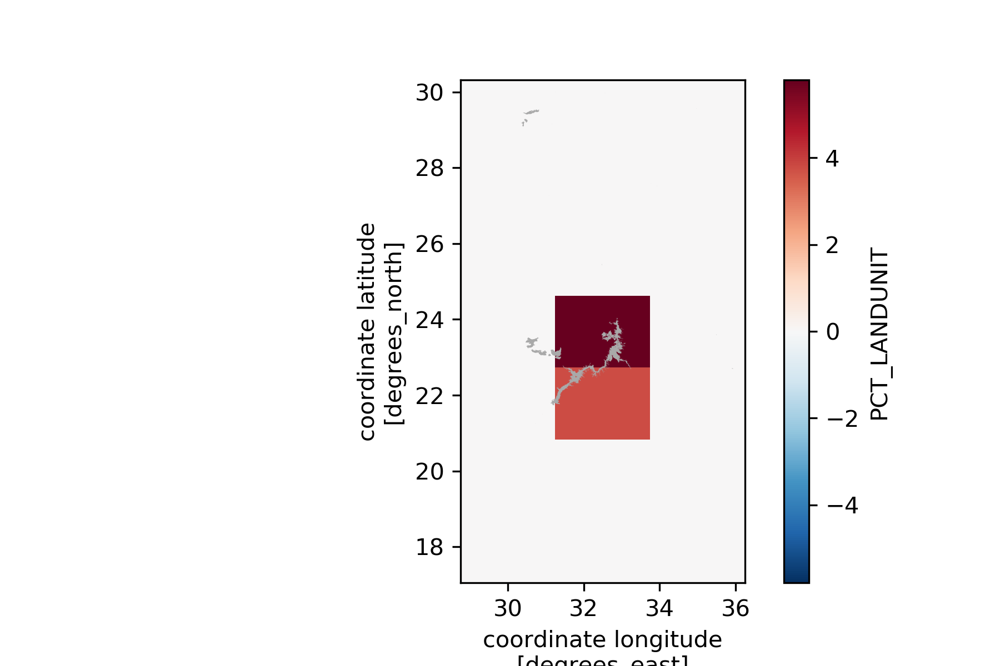 30
28
26
24
22
20
18
coordinate latitude
[degrees_north]
30 32 34 36
coordinate longitude
[degrees_east]
4
2
0
−2
−4
PCT_LANDUNIT